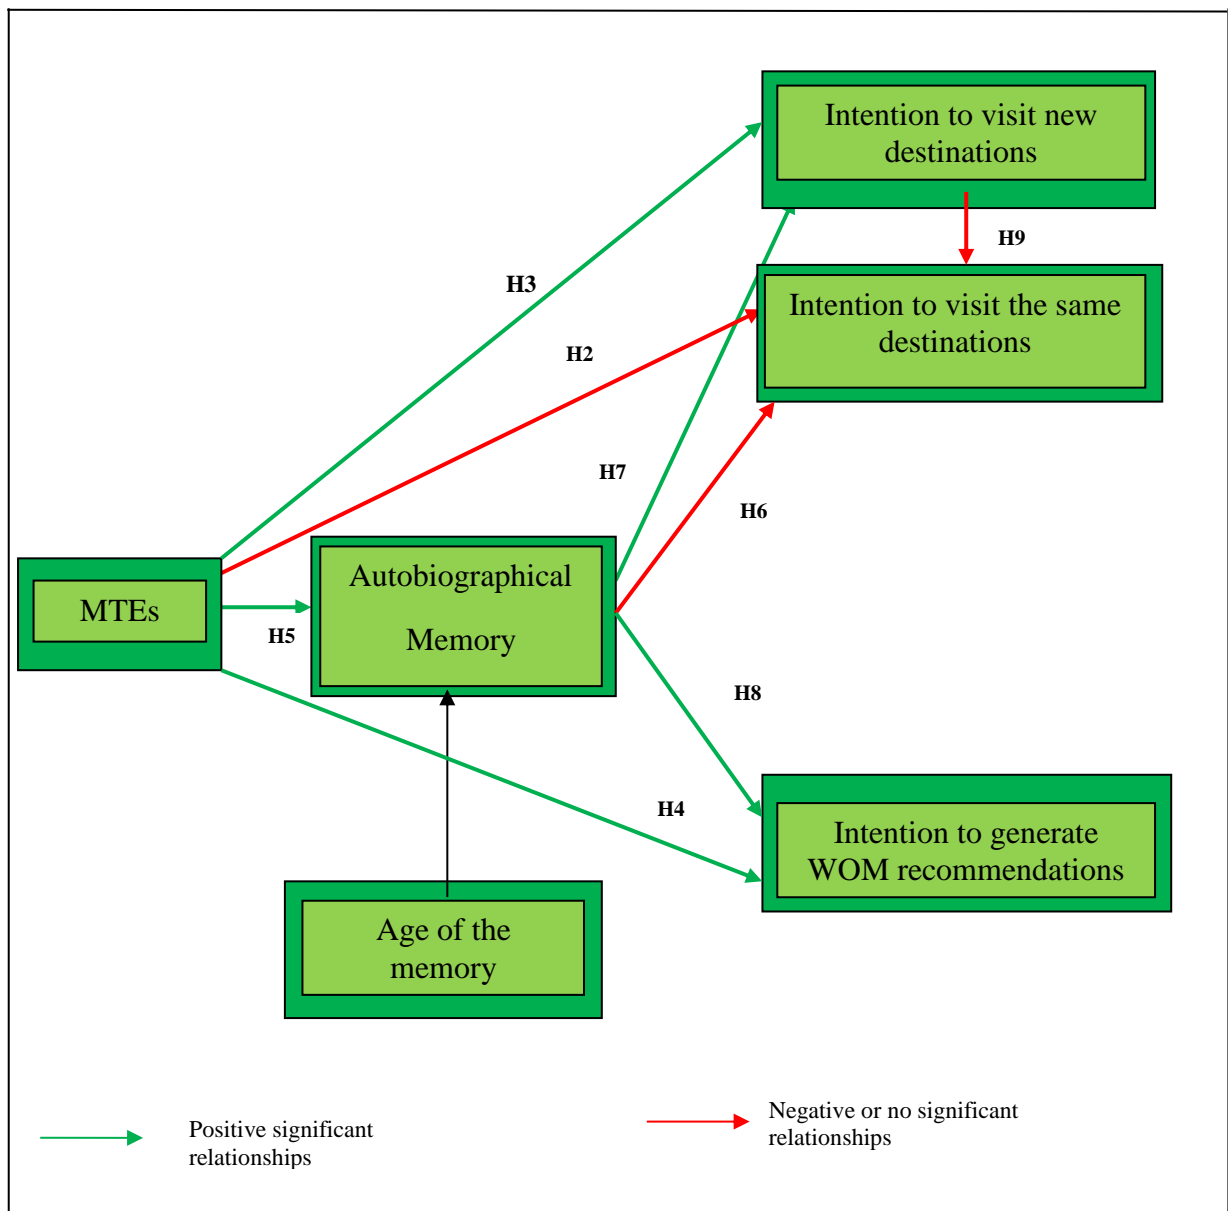 Intention to visit new
destinations
H9
H3
Intention to visit the same
destinations
H2
H7
H6
Autobiographical
Memory
MTEs
H5
H8
H4
Intention to generate
WOM recommendations
Age of the
memory
Positive significant
relationships
Negative or no significant
relationships